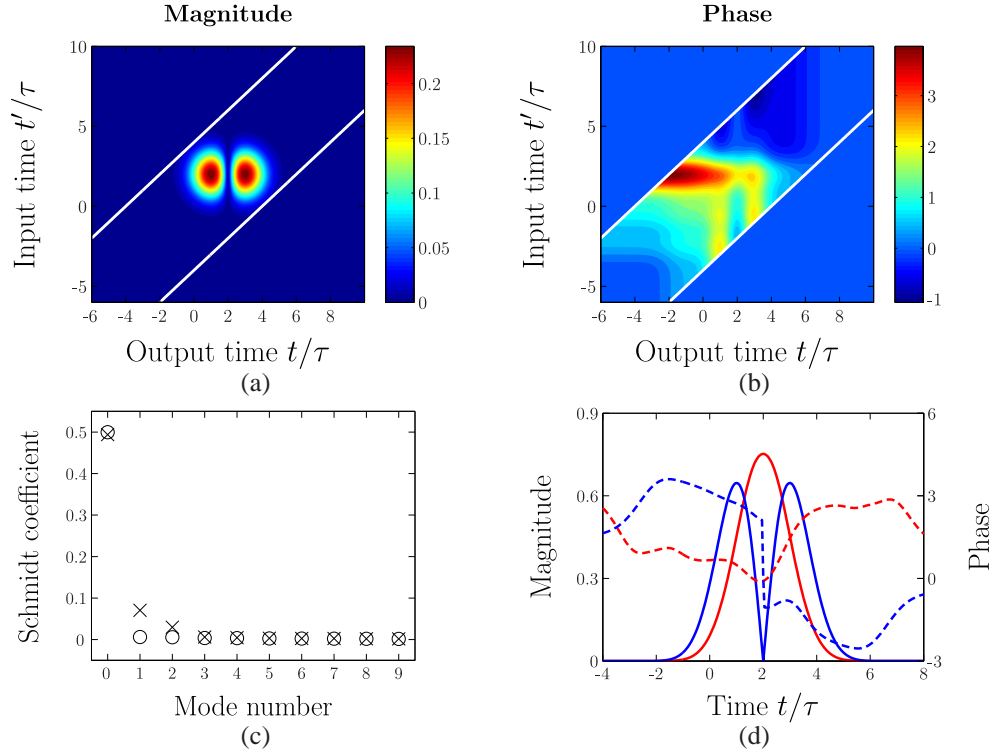 Magnitude
Phase
10
5
0
-5
-6 -4 -2 0 2 4 6 8
Input time t′/τ
Output time t/τ
0.2
0.15
0.1
0.05
0
(a)
10
5
0
-5
-6 -4 -2 0 2 4 6 8
Input time t′/τ
Output time t/τ
3
2
1
0
-1
(b)
0.5
0.4
0.3
0.2
0.1
0
0 1 2 3 4 5 6 7 8 9
Schmidt coefficient
Mode number
(c)
0.9
0.6
0.3
0
-4 -2 0 2 4 6 8
6
3
0
-3
Magnitude
Phase
Time t/τ
(d)